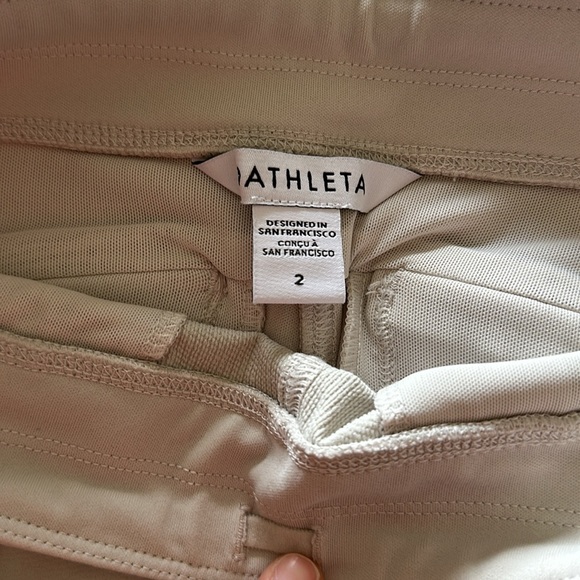 ATHLETA
DESIGNED IN
SAN FRANCISCO
CONÇU À
SAN FRANCISCO
2